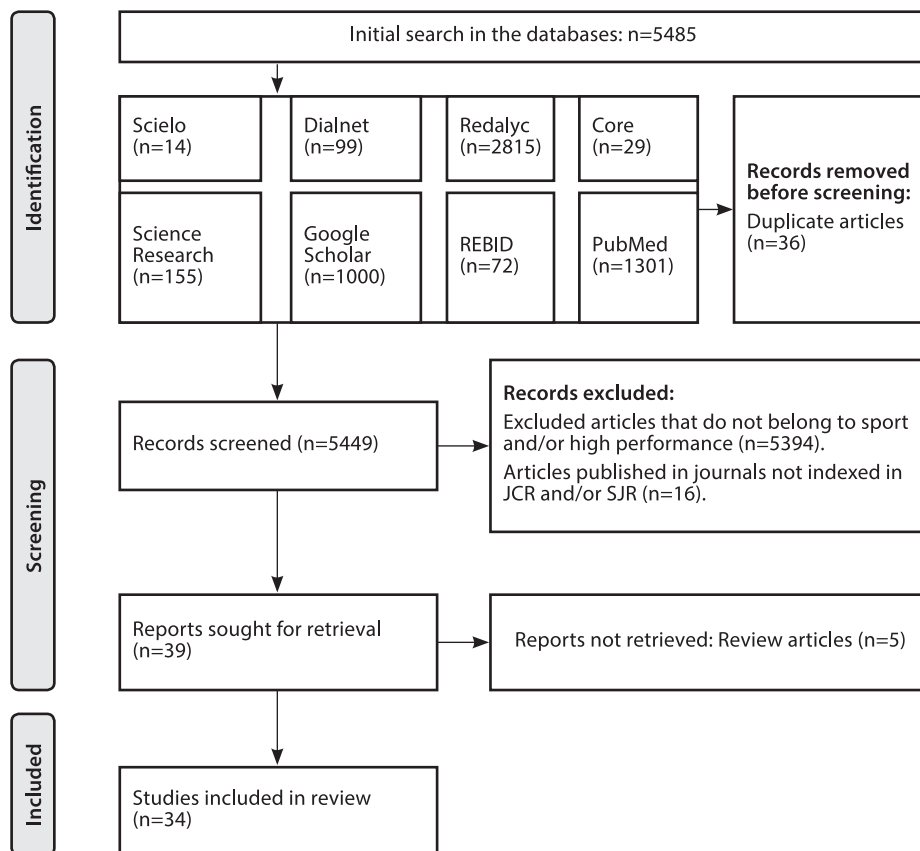 Identification
Initial search in the databases: n=5485
Scielo
(n=14)
Dialnet
(n=99)
Redalyc
(n=2815)
Core
(n=29)
Science
Research
(n=155)
Google
Scholar
(n=1000)
REBID
(n=72)
PubMed
(n=1301)
Records removed
before screening:
Duplicate articles
(n=36)
Screening
Records screened (n=5449)
Records excluded:
Excluded articles that do not belong to sport
and/or high performance (n=5394).
Articles published in journals not indexed in
JCR and/or SJR (n=16).
Reports sought for retrieval
(n=39)
Reports not retrieved: Review articles (n=5)
Included
Studies included in review
(n=34)